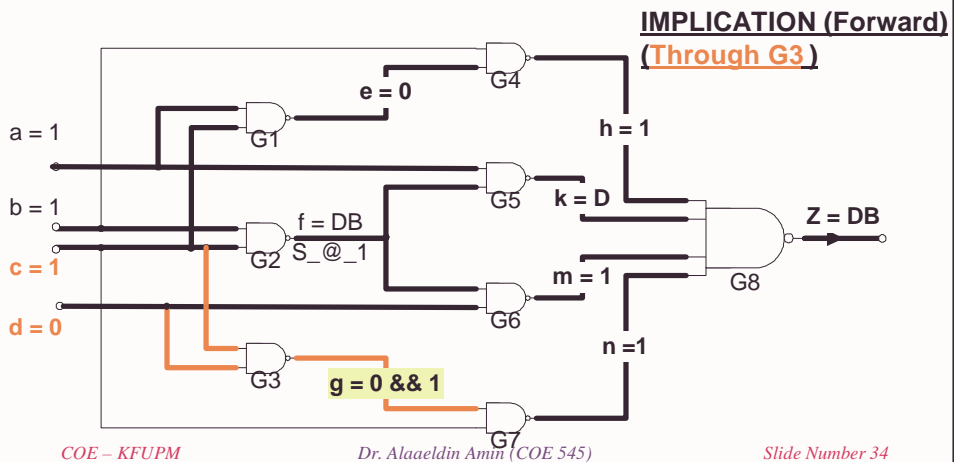 IMPLICATION (Forward)
(Through G3 )
G4
e = 0
G1
a = 1
h = 1
G5
k = D
b = 1
f = DB
Z = DB
G2
S_@_1
c = 1
m = 1
G8
G6
d = 0
n =1
G3
g = 0 && 1
G7
COE – KFUPM
Dr. Alaaeldin Amin (COE 545)
Slide Number 34